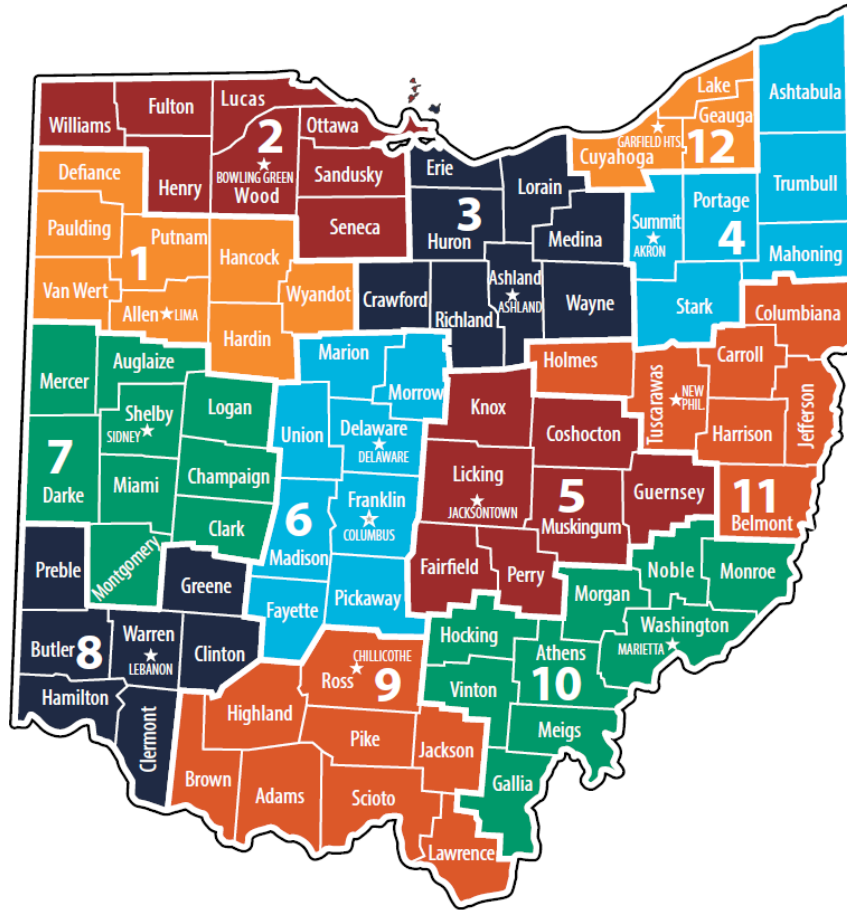 Williams
Fulton
Lucas
Ottawa
2
BOWLING GREEN
Wood
Henry
Sandusky
Seneca
Defiance
Paulding
Putnam
1
Hancock
Van Wert
Allen LIMA
Wyandot
Hardin
Erie
Lorain
3
Huron
Medina
Ashland
ASHLAND
Crawford
Richland
Wayne
Lake
Geauga
GARFIELD HTS.
Cuyahoga
12
Ashtabula
Trumbull
Summit
AKRON
Portage
4
Mahoning
Stark
Columbiana
Holmes
Tuscarawas
NEW
PHIL.
Carroll
Jefferson
Harrison
11
Belmont
Mercer
Auglaize
Shelby
SIDNEY
Logan
7
Darke
Miami
Champaign
Clark
Montgomery
Marion
Morrow
Union
Delaware
DELAWARE
6
Madison
Franklin
COLUMBUS
Fayette
Pickaway
Knox
Coshocton
Licking
JACKSONTOWN
5
Muskingum
Guernsey
Fairfield
Perry
Preble
Greene
Butler
8
Warren
LEBANON
Clinton
Hamilton
Clermont
CHILLICOTHE
Ross
9
Highland
Pike
Jackson
Brown
Adams
Scioto
Lawrence
Noble
Monroe
Morgan
Washington
MARIETTA
Hocking
Athens
10
Vinton
Meigs
Gallia